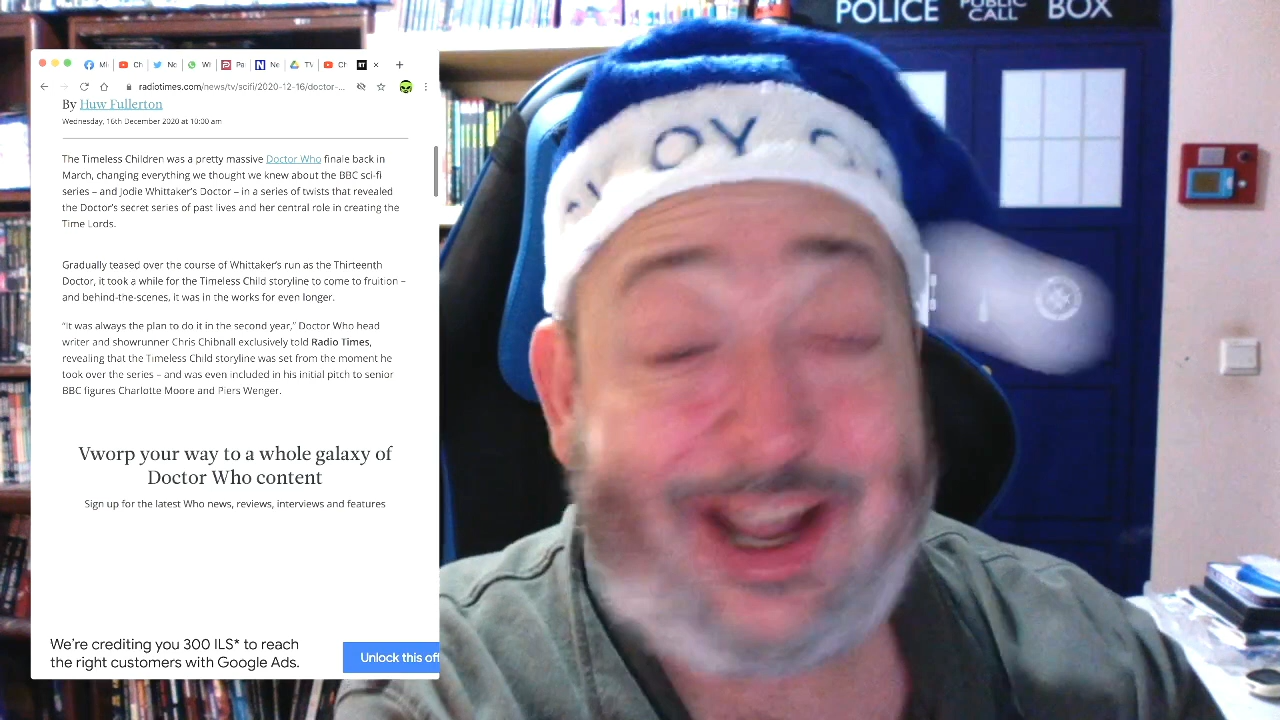 POLICE PUBLIC CALL BOX
radiotimes.com/news/tv/scifi/2020-12-16/doctor-...
By Huw Fullerton
Wednesday, 16th December 2020 at 10:00 am
The Timeless Children was a pretty massive Doctor Who finale back in
March, changing everything we thought we knew about the BBC sci-fi
series – and Jodie Whittaker's Doctor – in a series of twists that revealed
the Doctor's secret series of past lives and her central role in creating the
Time Lords.
Gradually teased over the course of Whittaker's run as the Thirteenth
Doctor, it took a while for the Timeless Child storyline to come to fruition –
and behind-the-scenes, it was in the works for even longer.
"It was always the plan to do it in the second year," Doctor Who head
writer and showrunner Chris Chibnall exclusively told Radio Times,
revealing that the Timeless Child storyline was set from the moment he
took over the series – and was even included in his initial pitch to senior
BBC figures Charlotte Moore and Piers Wenger.
Vworp your way to a whole galaxy of
Doctor Who content
Sign up for the latest Who news, reviews, interviews and features
We're crediting you 300 ILS* to reach
the right customers with Google Ads.
Unlock this off